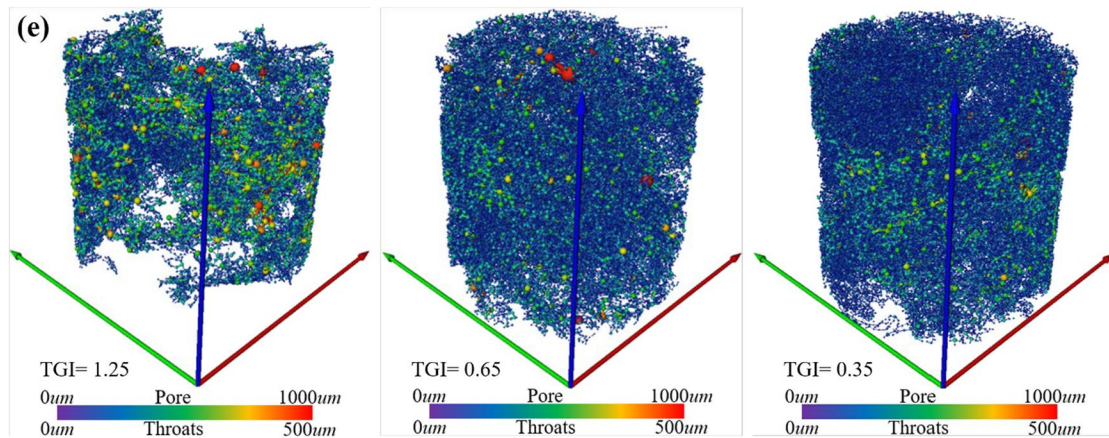 (e)
TGI= 1.25
0um Pore 1000um
0um Throats 500um
TGI= 0.65
0um Pore 1000um
0um Throats 500um
TGI= 0.35
0um Pore 1000um
0um Throats 500um